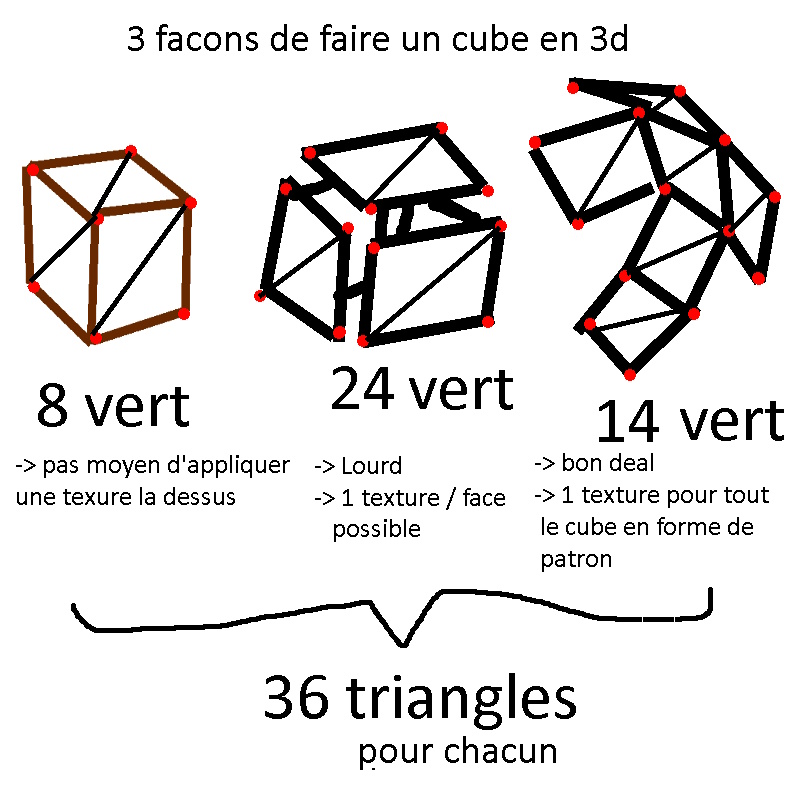 3 facons de faire un cube en 3d
8 vert
-> pas moyen d'appliquer
une texure la dessus
24 vert
-> Lourd
-> 1 texture / face
possible
14 vert
-> bon deal
-> 1 texture pour tout
le cube en forme de
patron
36 triangles
pour chacun